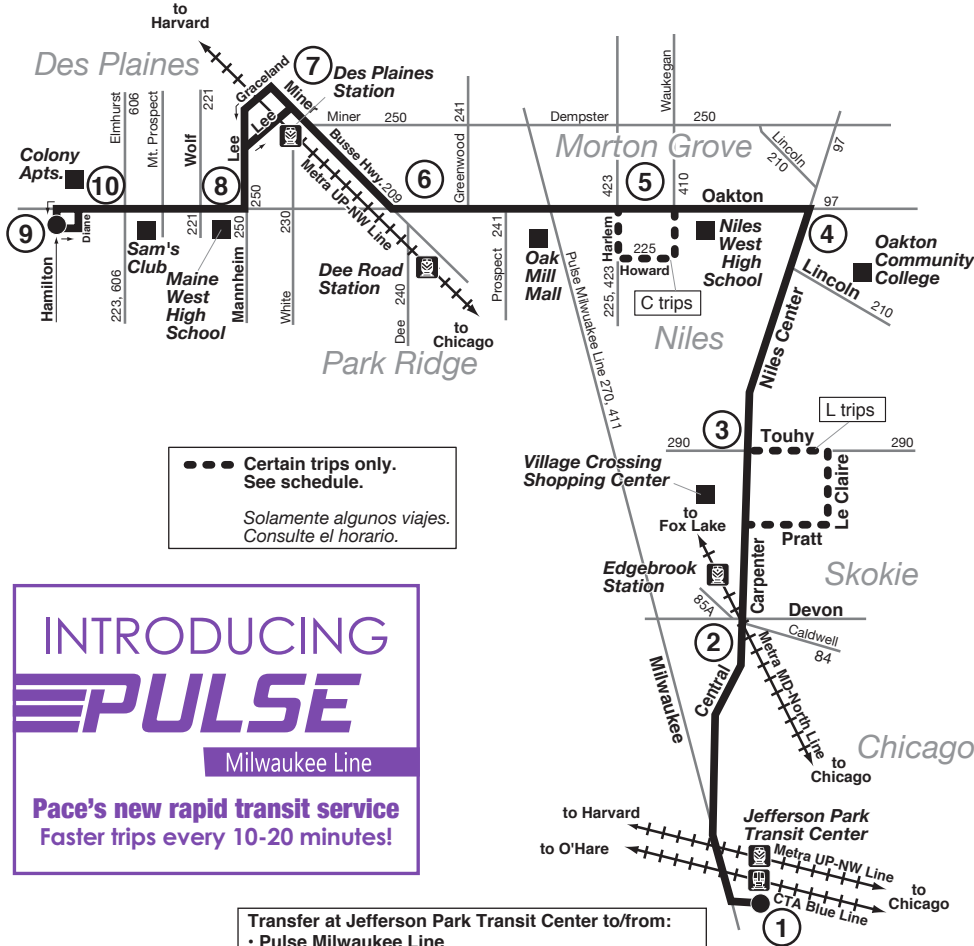 to
Harvard
Des Plaines
7
Graceland
Miner
Des Plaines
Station
Lee
Lee
Elmhurst
606
Mt. Prospect
221
Wolf
Miner
250
Greenwood
241
Dempster
Waukegan
250
Lincoln
210
97
Morton Grove
Colony
Apts.
10
8
Busse Hwy.
209
6
423
5
410
Oakton
97
250
9
Diane
Hamilton
223, 606
Sam's
Club
221
Maine
West
High
School
250
Mannheim
230
White
Metra UP-NW Line
Dee Road
Station
240
Dee
to
Chicago
241
Prospect
Oak
Mill
Mall
Harlem
225, 423
225
Howard
C trips
Niles
West
High
School
4
Oakton
Community
College
Lincoln
210
Park Ridge
Niles
Pulse Milwaukee Line 270, 411
Niles Center
L trips
3
Touhy
290
290
Le Claire
Pratt
Village Crossing
Shopping Center
Certain trips only.
See schedule.
Solamente algunos viajes.
Consulte el horario.
to
Fox Lake
Edgebrook
Station
85A
Carpenter
Skokie
Devon
Caldwell
84
2
Central
Milwaukee
Metra MD-North Line
to
Chicago
Chicago
INTRODUCING
PULSE
Milwaukee Line
Pace's new rapid transit service
Faster trips every 10-20 minutes!
to Harvard
to O'Hare
Jefferson Park
Transit Center
Metra UP-NW Line
CTA Blue Line
to
Chicago
1
Transfer at Jefferson Park Transit Center to/from:
• Pulse Milwaukee Line